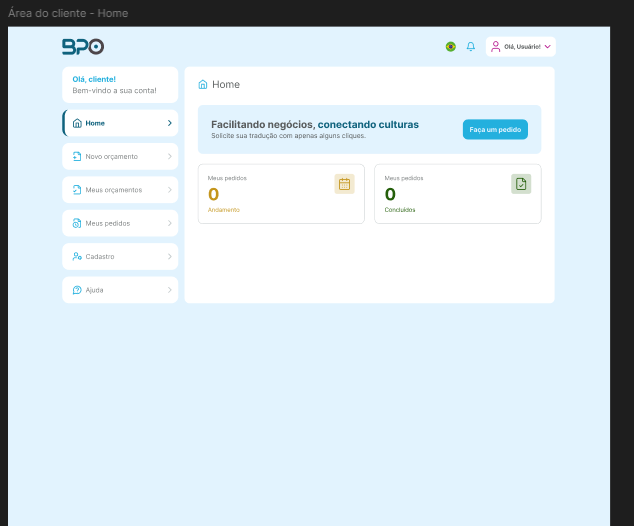 Área do cliente - Home
BPO
Olá, Usuário!
Olá, cliente!
Bem-vindo a sua conta!
Home
Novo orçamento
Meus orçamentos
Meus pedidos
Cadastro
Ajuda
Home
Facilitando negócios, conectando culturas
Solicite sua tradução com apenas alguns cliques.
Faça um pedido
Meus pedidos
0
Andamento
Meus pedidos
0
Concluídos